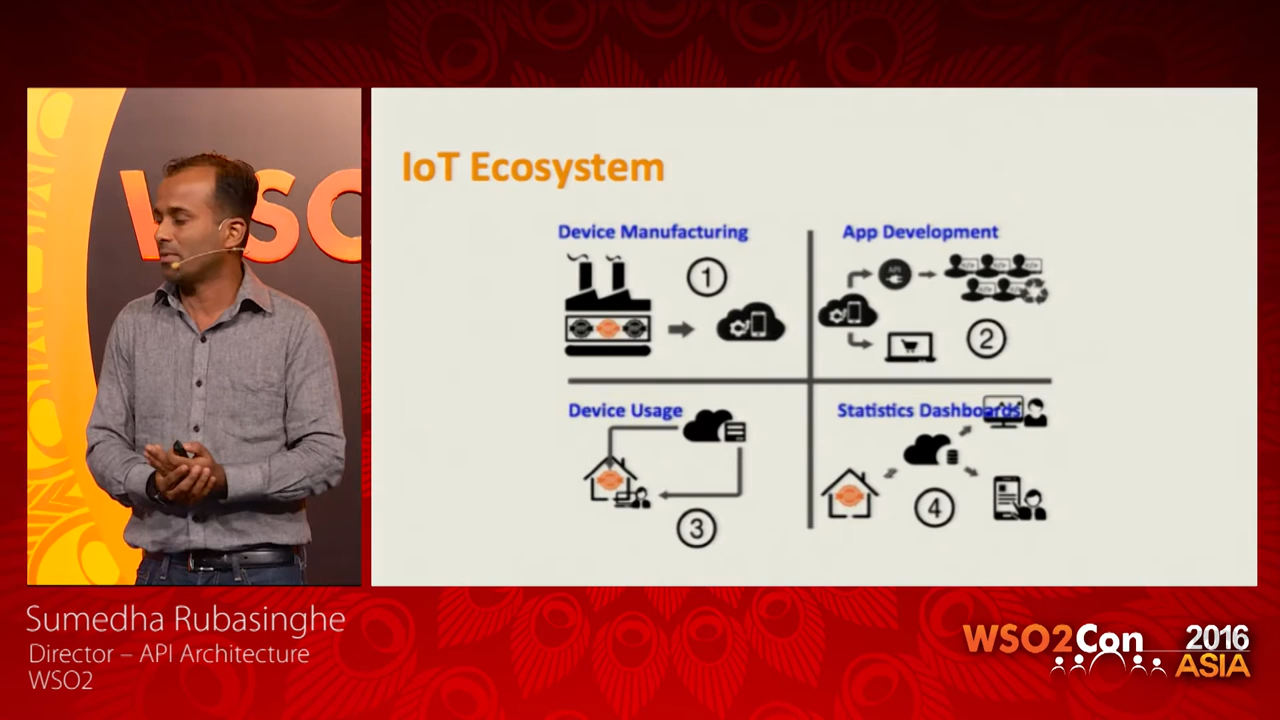 WSO
IoT Ecosystem
Device Manufacturing
1
App Development
API
2
Device Usage
3
Statistics Dashboards
4
Sumedha Rubasinghe
Director – API Architecture
WSO2
WSO2Con 2016
ASIA